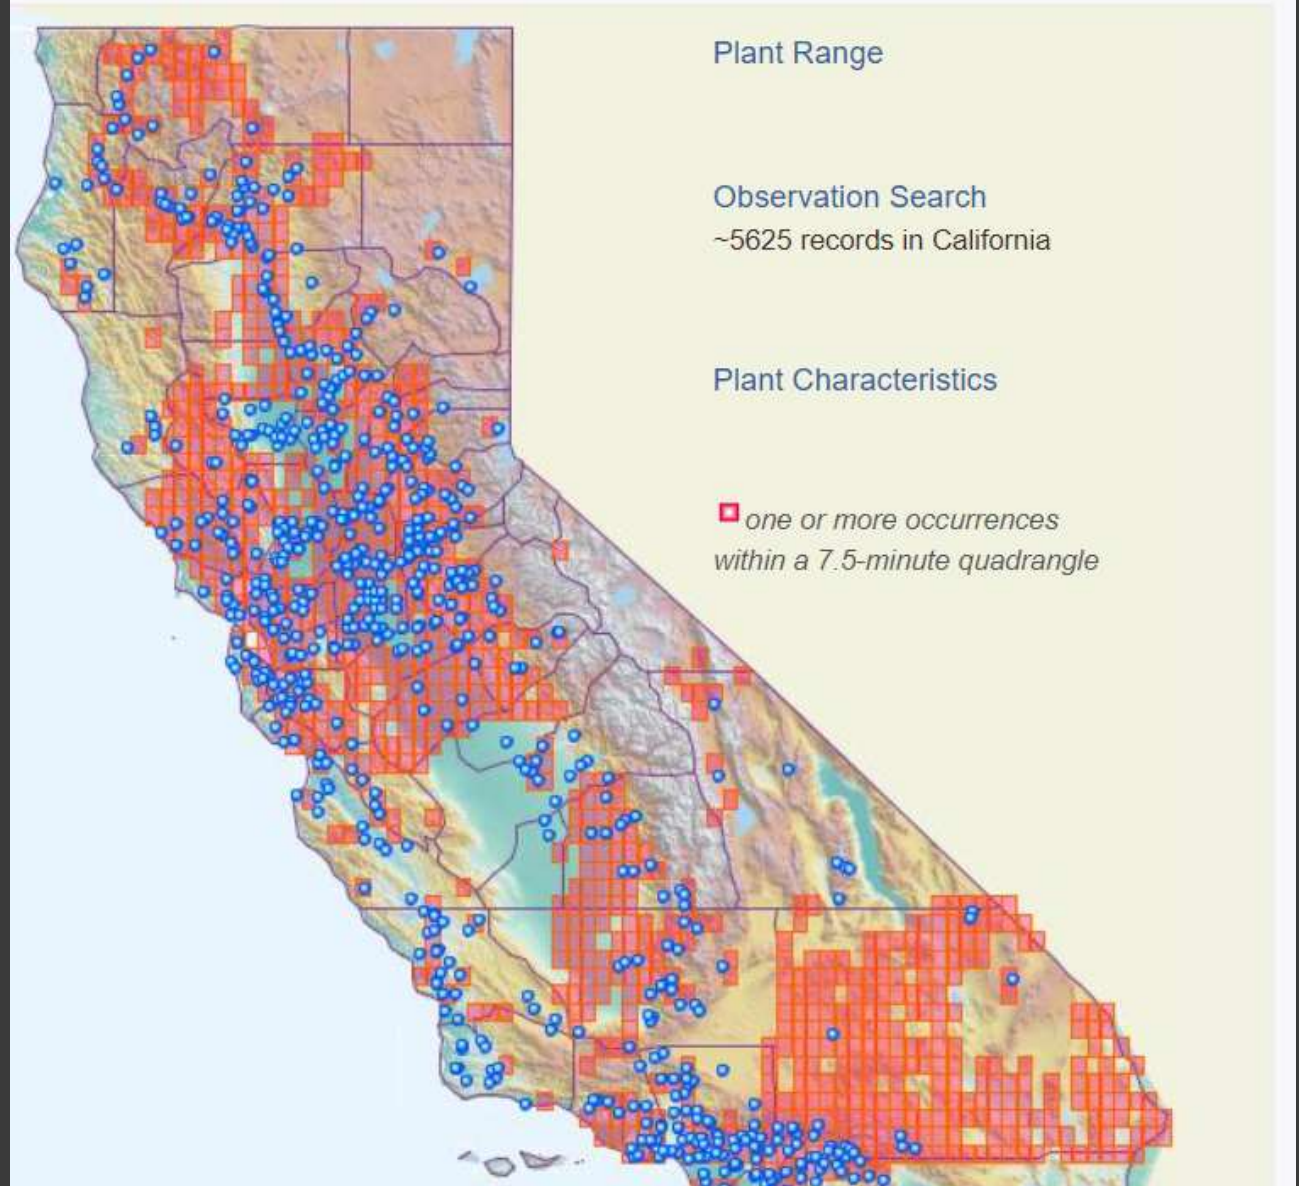 Plant Range
Observation Search
~5625 records in California
Plant Characteristics
one or more occurrences
within a 7.5-minute quadrangle